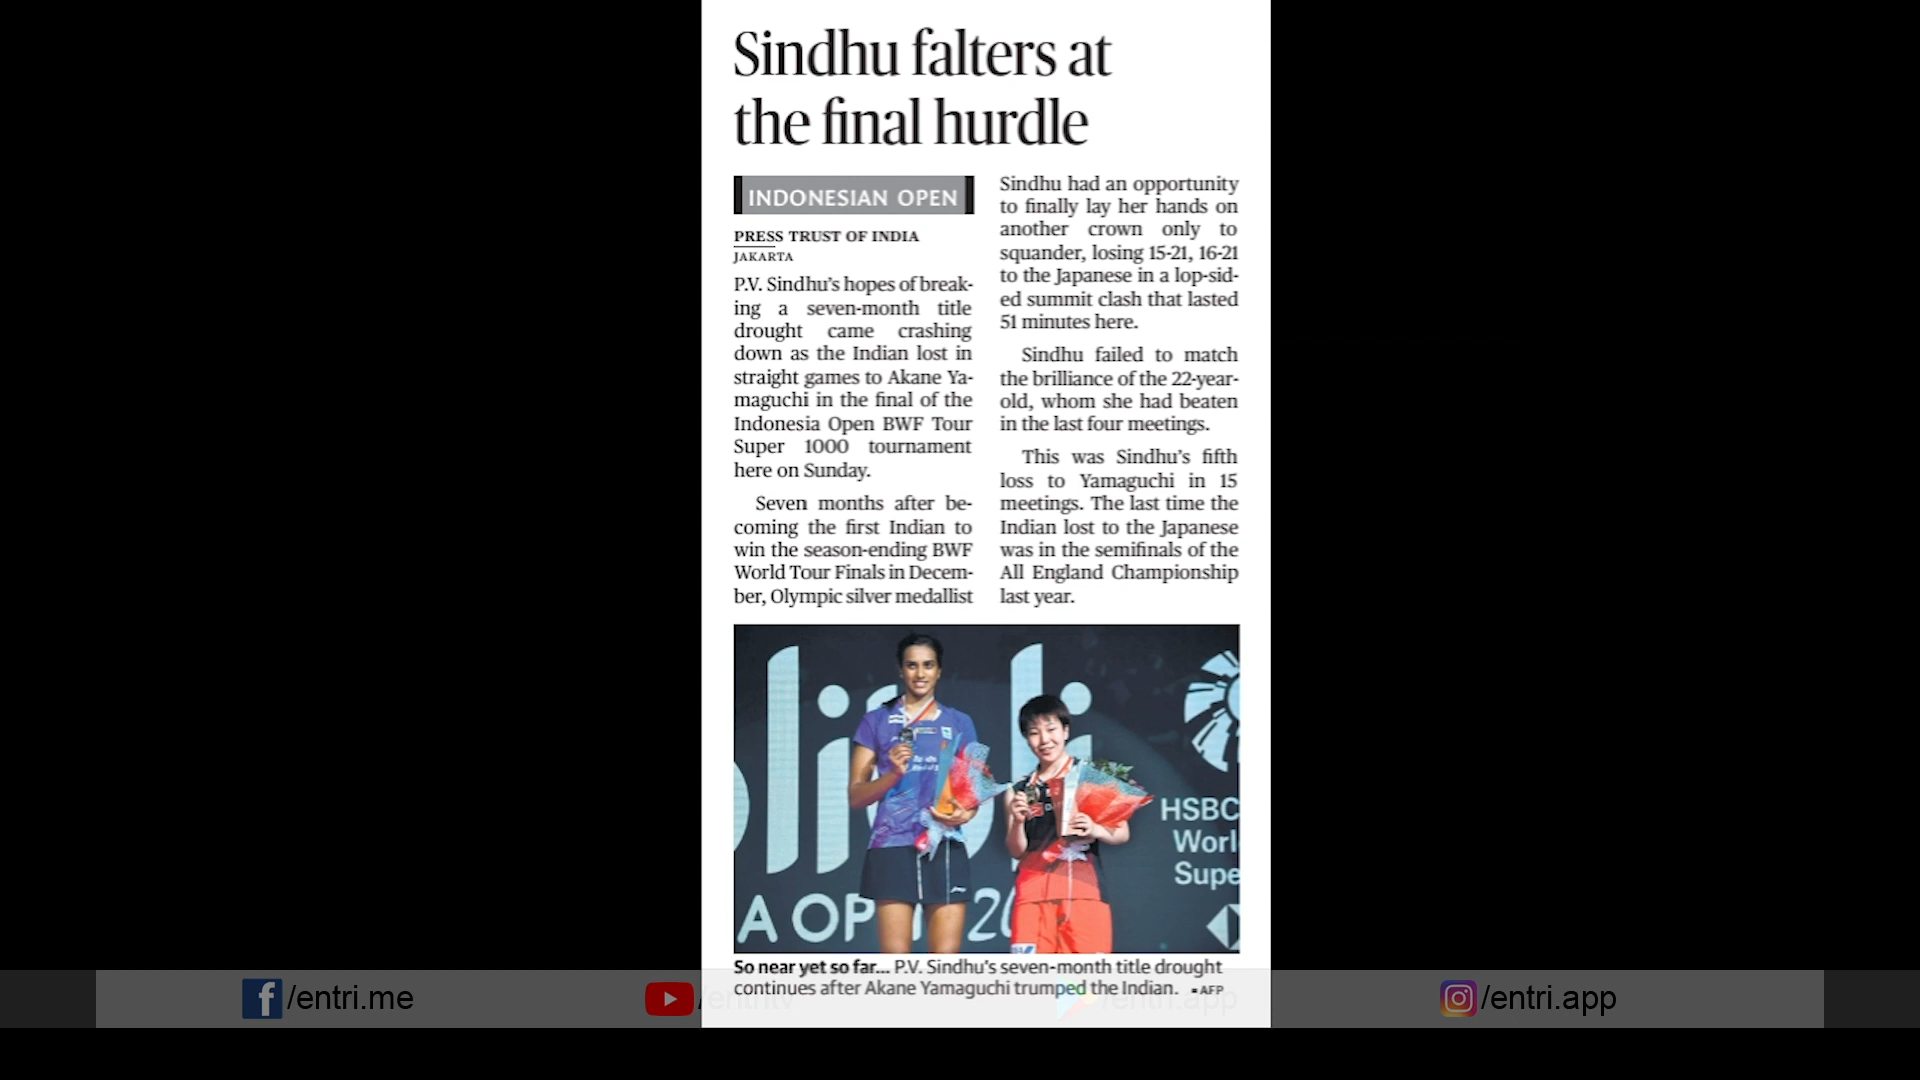 Sindhu falters at
the final hurdle
INDONESIAN OPEN
PRESS TRUST OF INDIA
JAKARTA
P.V. Sindhu's hopes of break-
ing a seven-month title
drought came crashing
down as the Indian lost in
straight games to Akane Ya-
maguchi in the final of the
Indonesia Open BWF Tour
Super 1000 tournament
here on Sunday.
Seven months after be-
coming the first Indian to
win the season-ending BWF
World Tour Finals in Decem-
ber, Olympic silver medallist
Sindhu had an opportunity
to finally lay her hands on
another crown only to
squander, losing 15-21, 16-21
to the Japanese in a lop-sid-
ed summit clash that lasted
51 minutes here.
Sindhu failed to match
the brilliance of the 22-year-
old, whom she had beaten
in the last four meetings.
This was Sindhu's fifth
loss to Yamaguchi in 15
meetings. The last time the
Indian lost to the Japanese
was in the semifinals of the
All England Championship
last year.
HSBC
Worl
Supe
A OP 20
So near yet so far... P.V. Sindhu's seven-month title drought
continues after Akane Yamaguchi trumped the Indian. ▪ AFP
/entri.me
/entritv
/entri.app
/entri.app